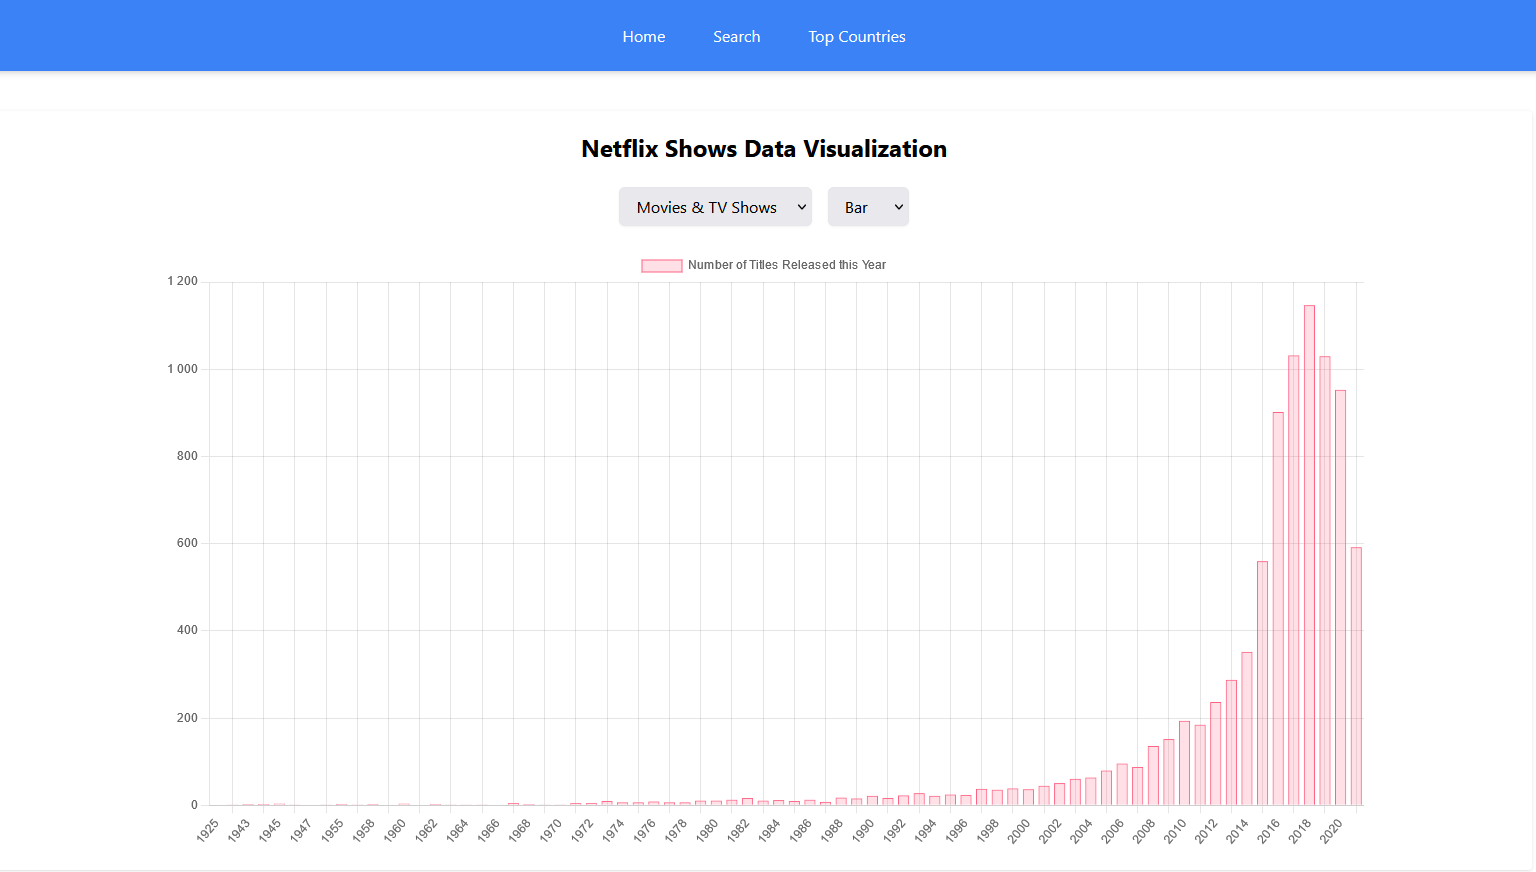 Home Search Top Countries
Netflix Shows Data Visualization
Movies & TV Shows Bar
Number of Titles Released this Year
1 200
1 000
800
600
400
200
0
1925 1943 1945 1947 1955 1958 1960 1962 1964 1966 1968 1970 1972 1974 1976 1978 1980 1982 1984 1986 1988 1990 1992 1994 1996 1998 2000 2002 2004 2006 2008 2010 2012 2014 2016 2018 2020